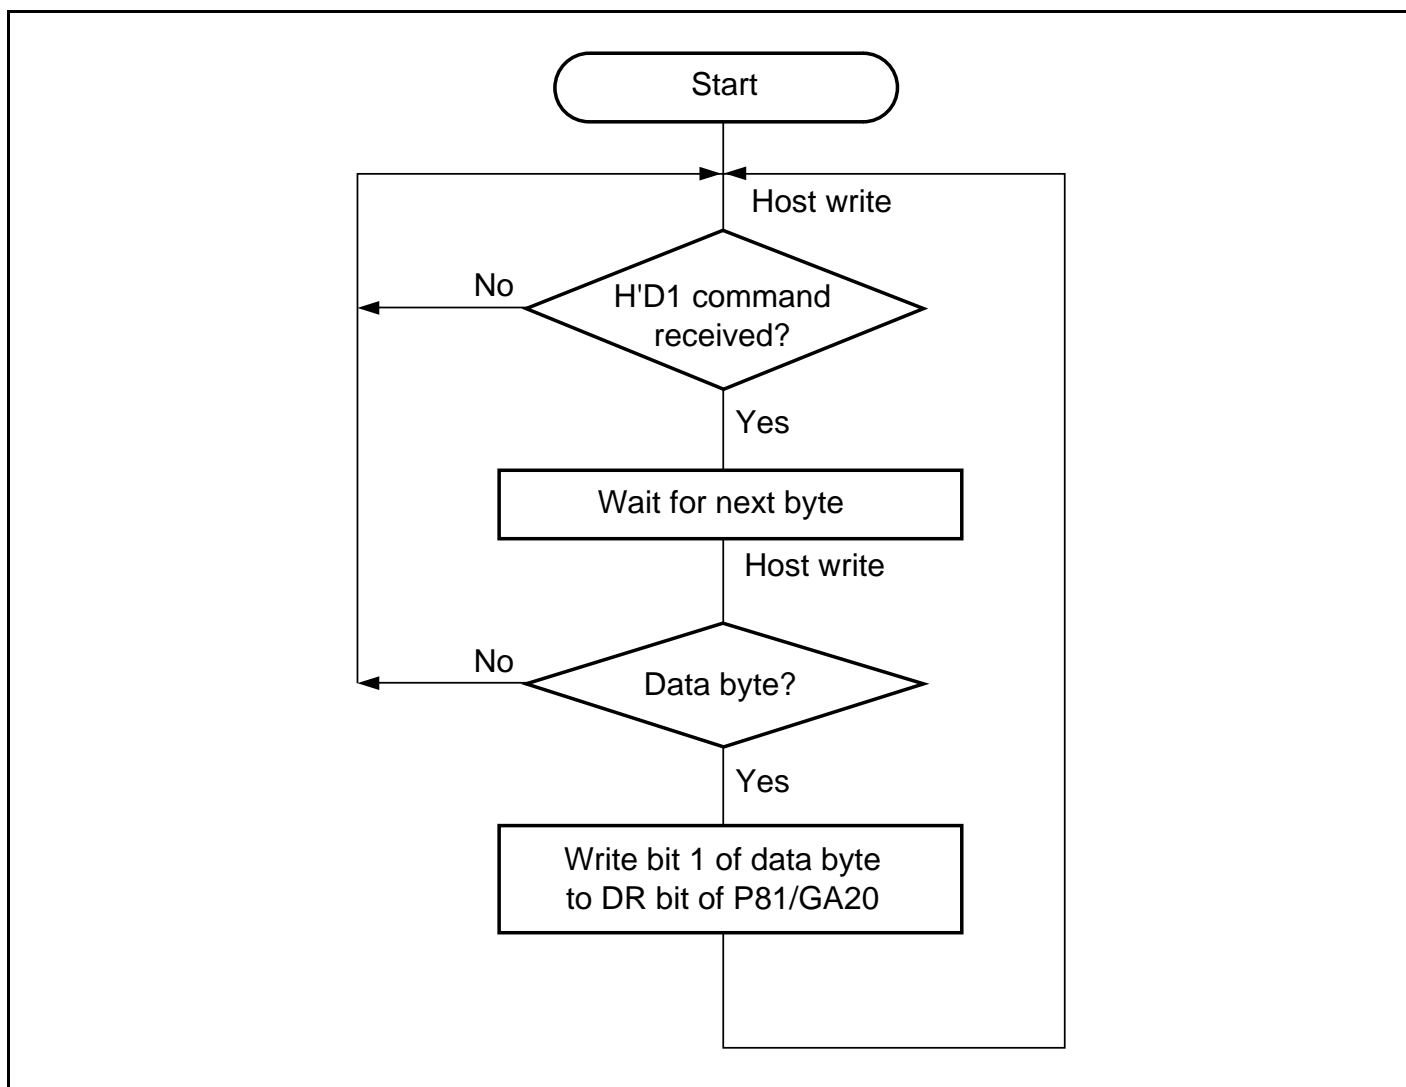 Start
Host write
No
H'D1 command
received?
Yes
Wait for next byte
Host write
No
Data byte?
Yes
Write bit 1 of data byte
to DR bit of P81/GA20